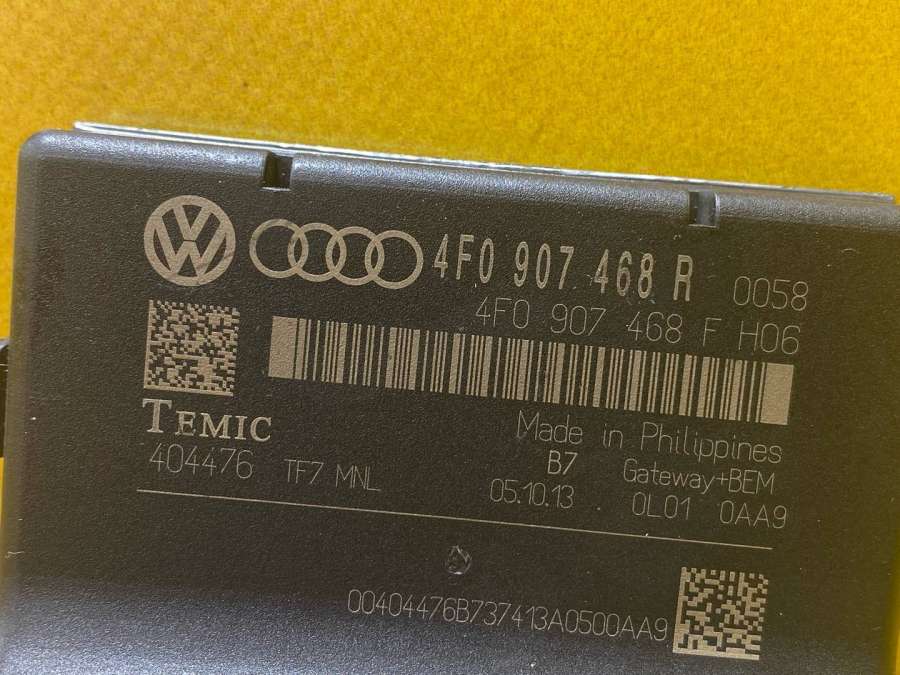 4F0 907 468 R 0058
4F0 907 468 F H06
TEMIC
404476 TF7 MNL
Made in Philippines
B7 Gateway+BEM
05.10.13 0L01 0AA9
00404476B737413A0500AA9